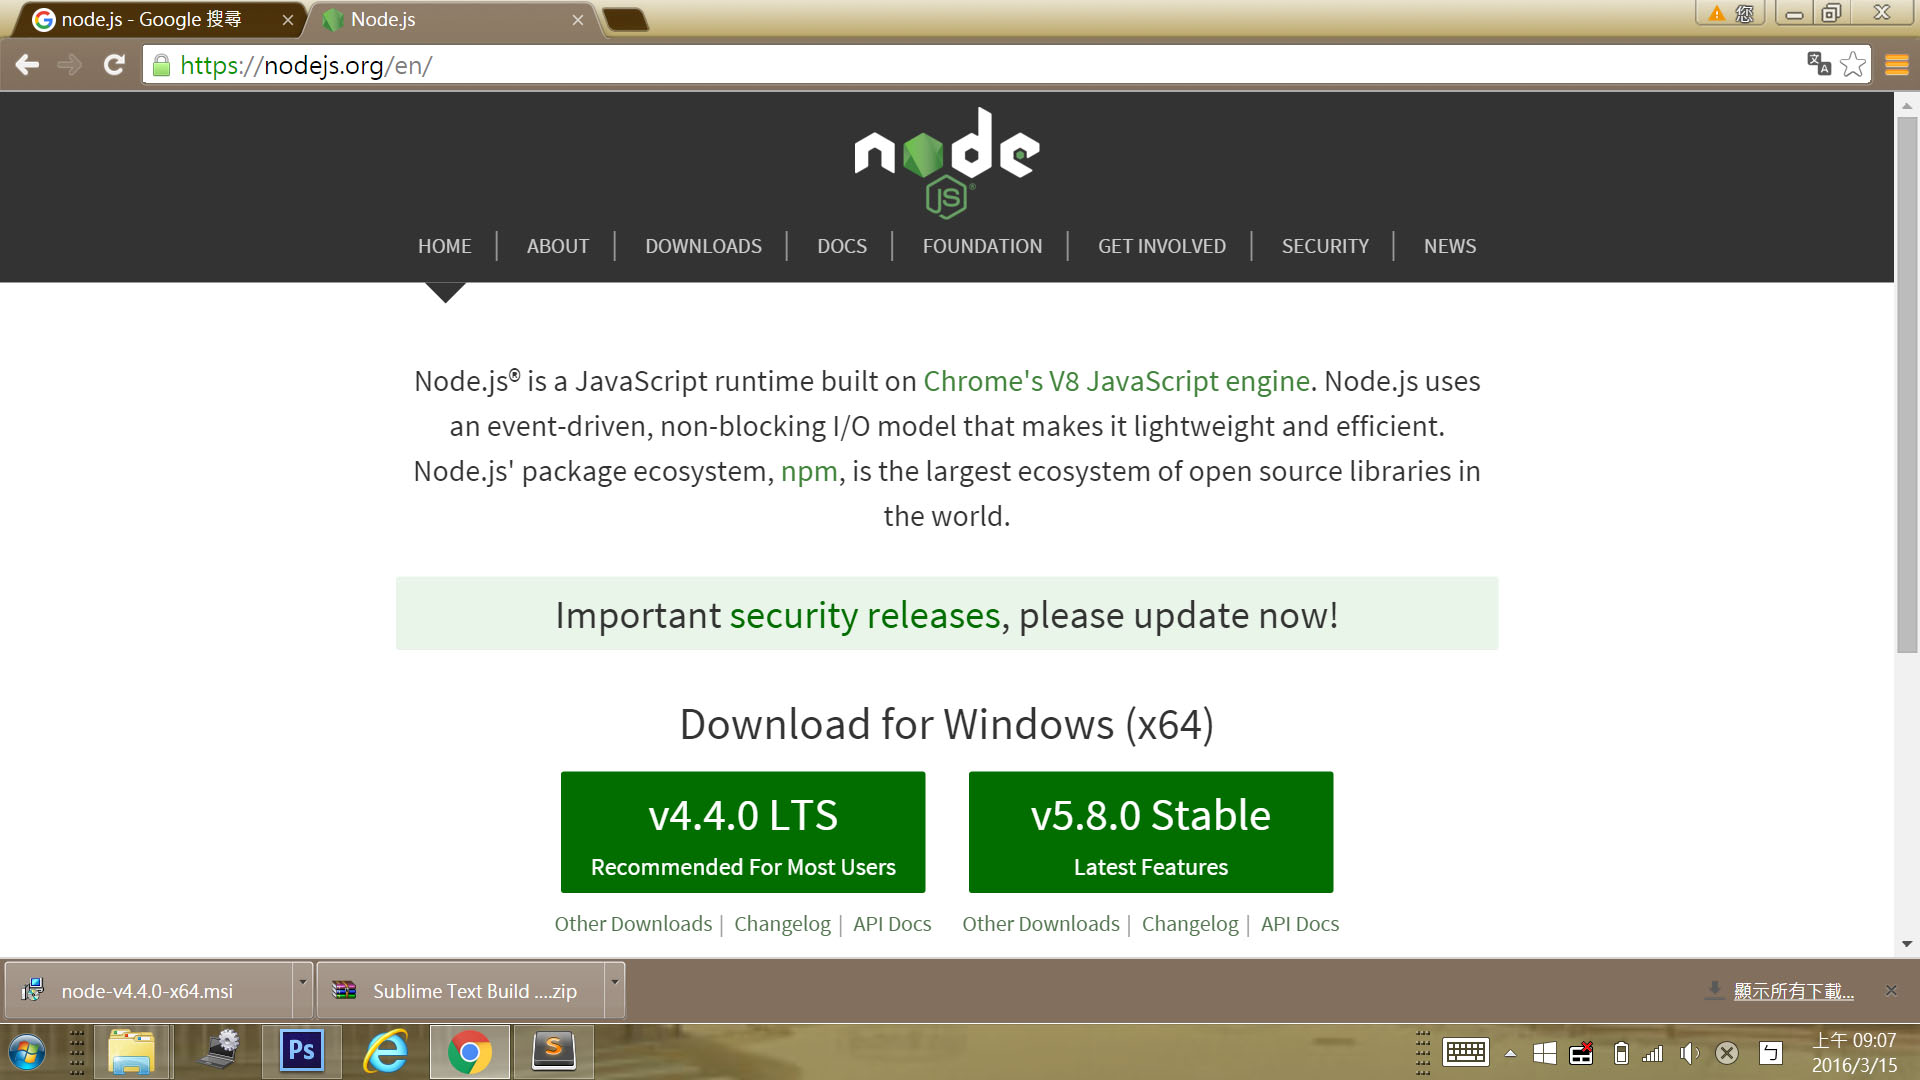 node.js - Google 搜尋
Node.js
您
https://nodejs.org/en/
node
JS®
HOME
ABOUT
DOWNLOADS
DOCS
FOUNDATION
GET INVOLVED
SECURITY
NEWS
Node.js® is a JavaScript runtime built on Chrome's V8 JavaScript engine. Node.js uses
an event-driven, non-blocking I/O model that makes it lightweight and efficient.
Node.js' package ecosystem, npm, is the largest ecosystem of open source libraries in
the world.
Important security releases, please update now!
Download for Windows (x64)
v4.4.0 LTS
Recommended For Most Users
v5.8.0 Stable
Latest Features
Other Downloads | Changelog | API Docs
Other Downloads | Changelog | API Docs
node-v4.4.0-x64.msi
Sublime Text Build ....zip
顯示所有下載...
Ps
S
ㄅ
上午 09:07
2016/3/15